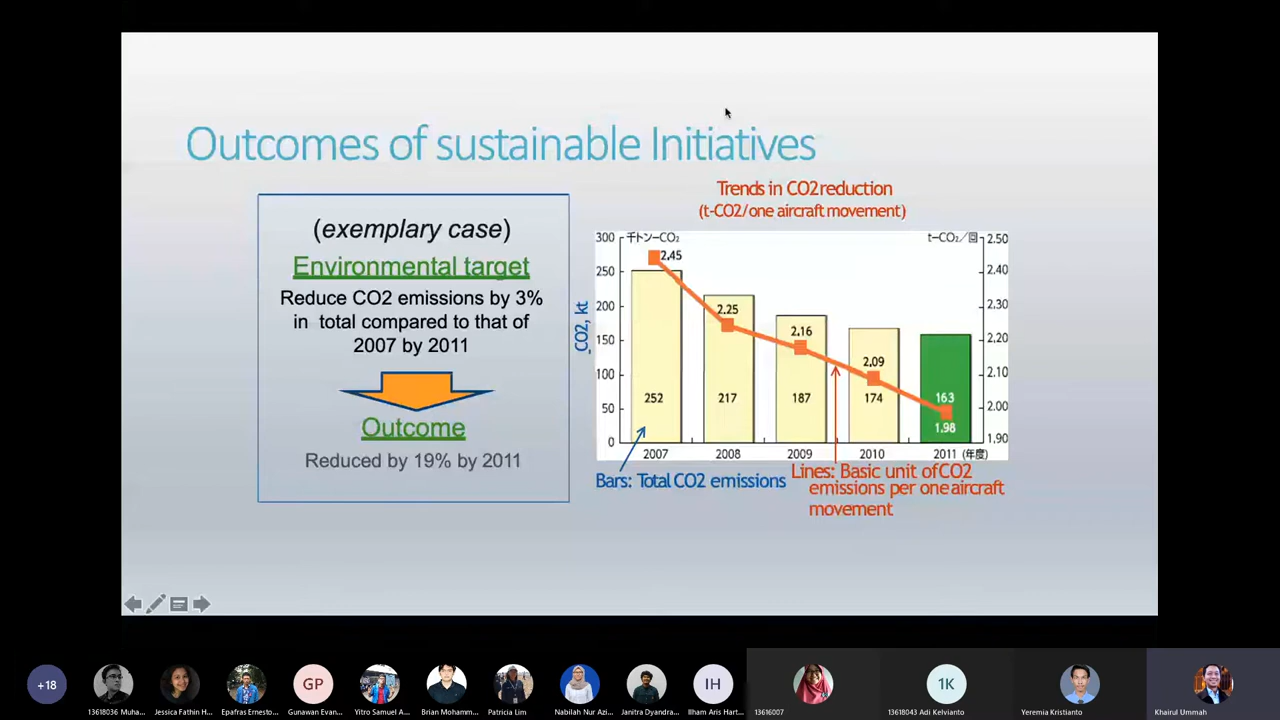 Outcomes of sustainable Initiatives
(exemplary case)
Environmental target
Reduce CO2 emissions by 3%
in total compared to that of
2007 by 2011
Outcome
Reduced by 19% by 2011
Trends in CO2 reduction
(t-CO2/one aircraft movement)
千トン-CO₂
t-CO₂/回
CO2, kt
300
250
200
150
100
50
0
2.50
2.40
2.30
2.20
2.10
2.00
1.90
2.45
2.25
2.16
2.09
1.98
252
217
187
174
163
2007 2008 2009 2010 2011 (年度)
Bars: Total CO2 emissions
Lines: Basic unit of CO2
emissions per one aircraft
movement
+18
GP
IH
1K
13618036 Muha...
Jessica Fathin H...
Epafras Ernesto...
Gunawan Evan...
Yitro Samuel A...
Brian Mohamm...
Patricia Lim
Nabilah Nur Azi...
Janitra Dyandra...
Ilham Aris Hart...
13616007
13618043 Adi Kelvianto
Yeremia Kristianto
Khairul Ummah